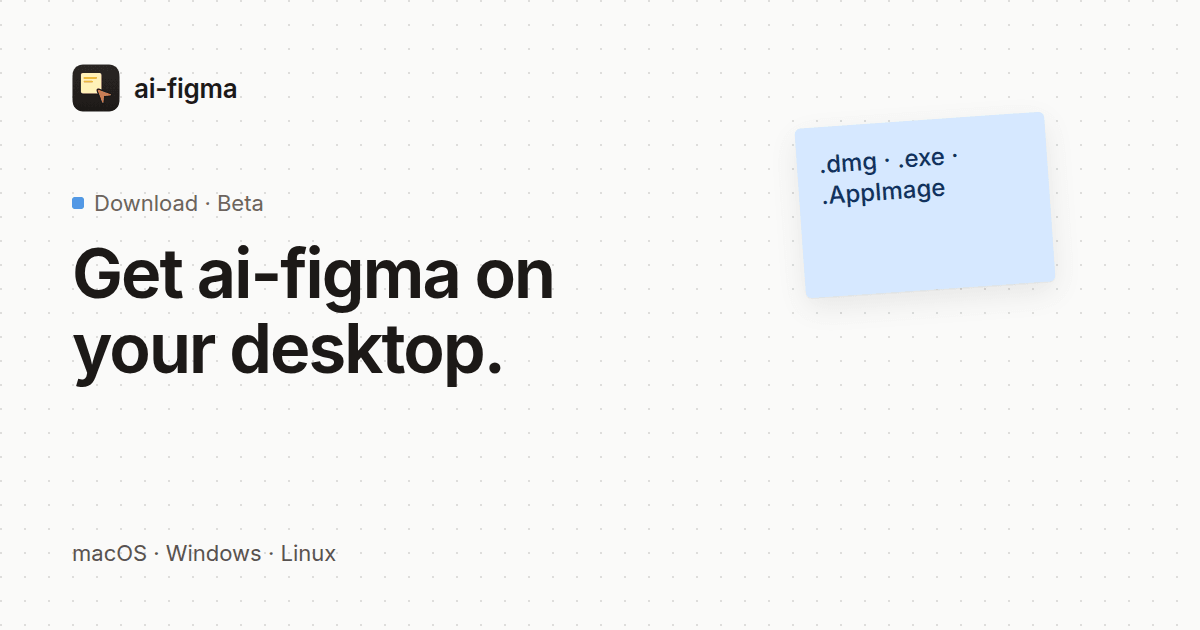 ai-figma
Download · Beta
Get ai-figma on
your desktop.
.dmg · .exe ·
.AppImage
macOS · Windows · Linux